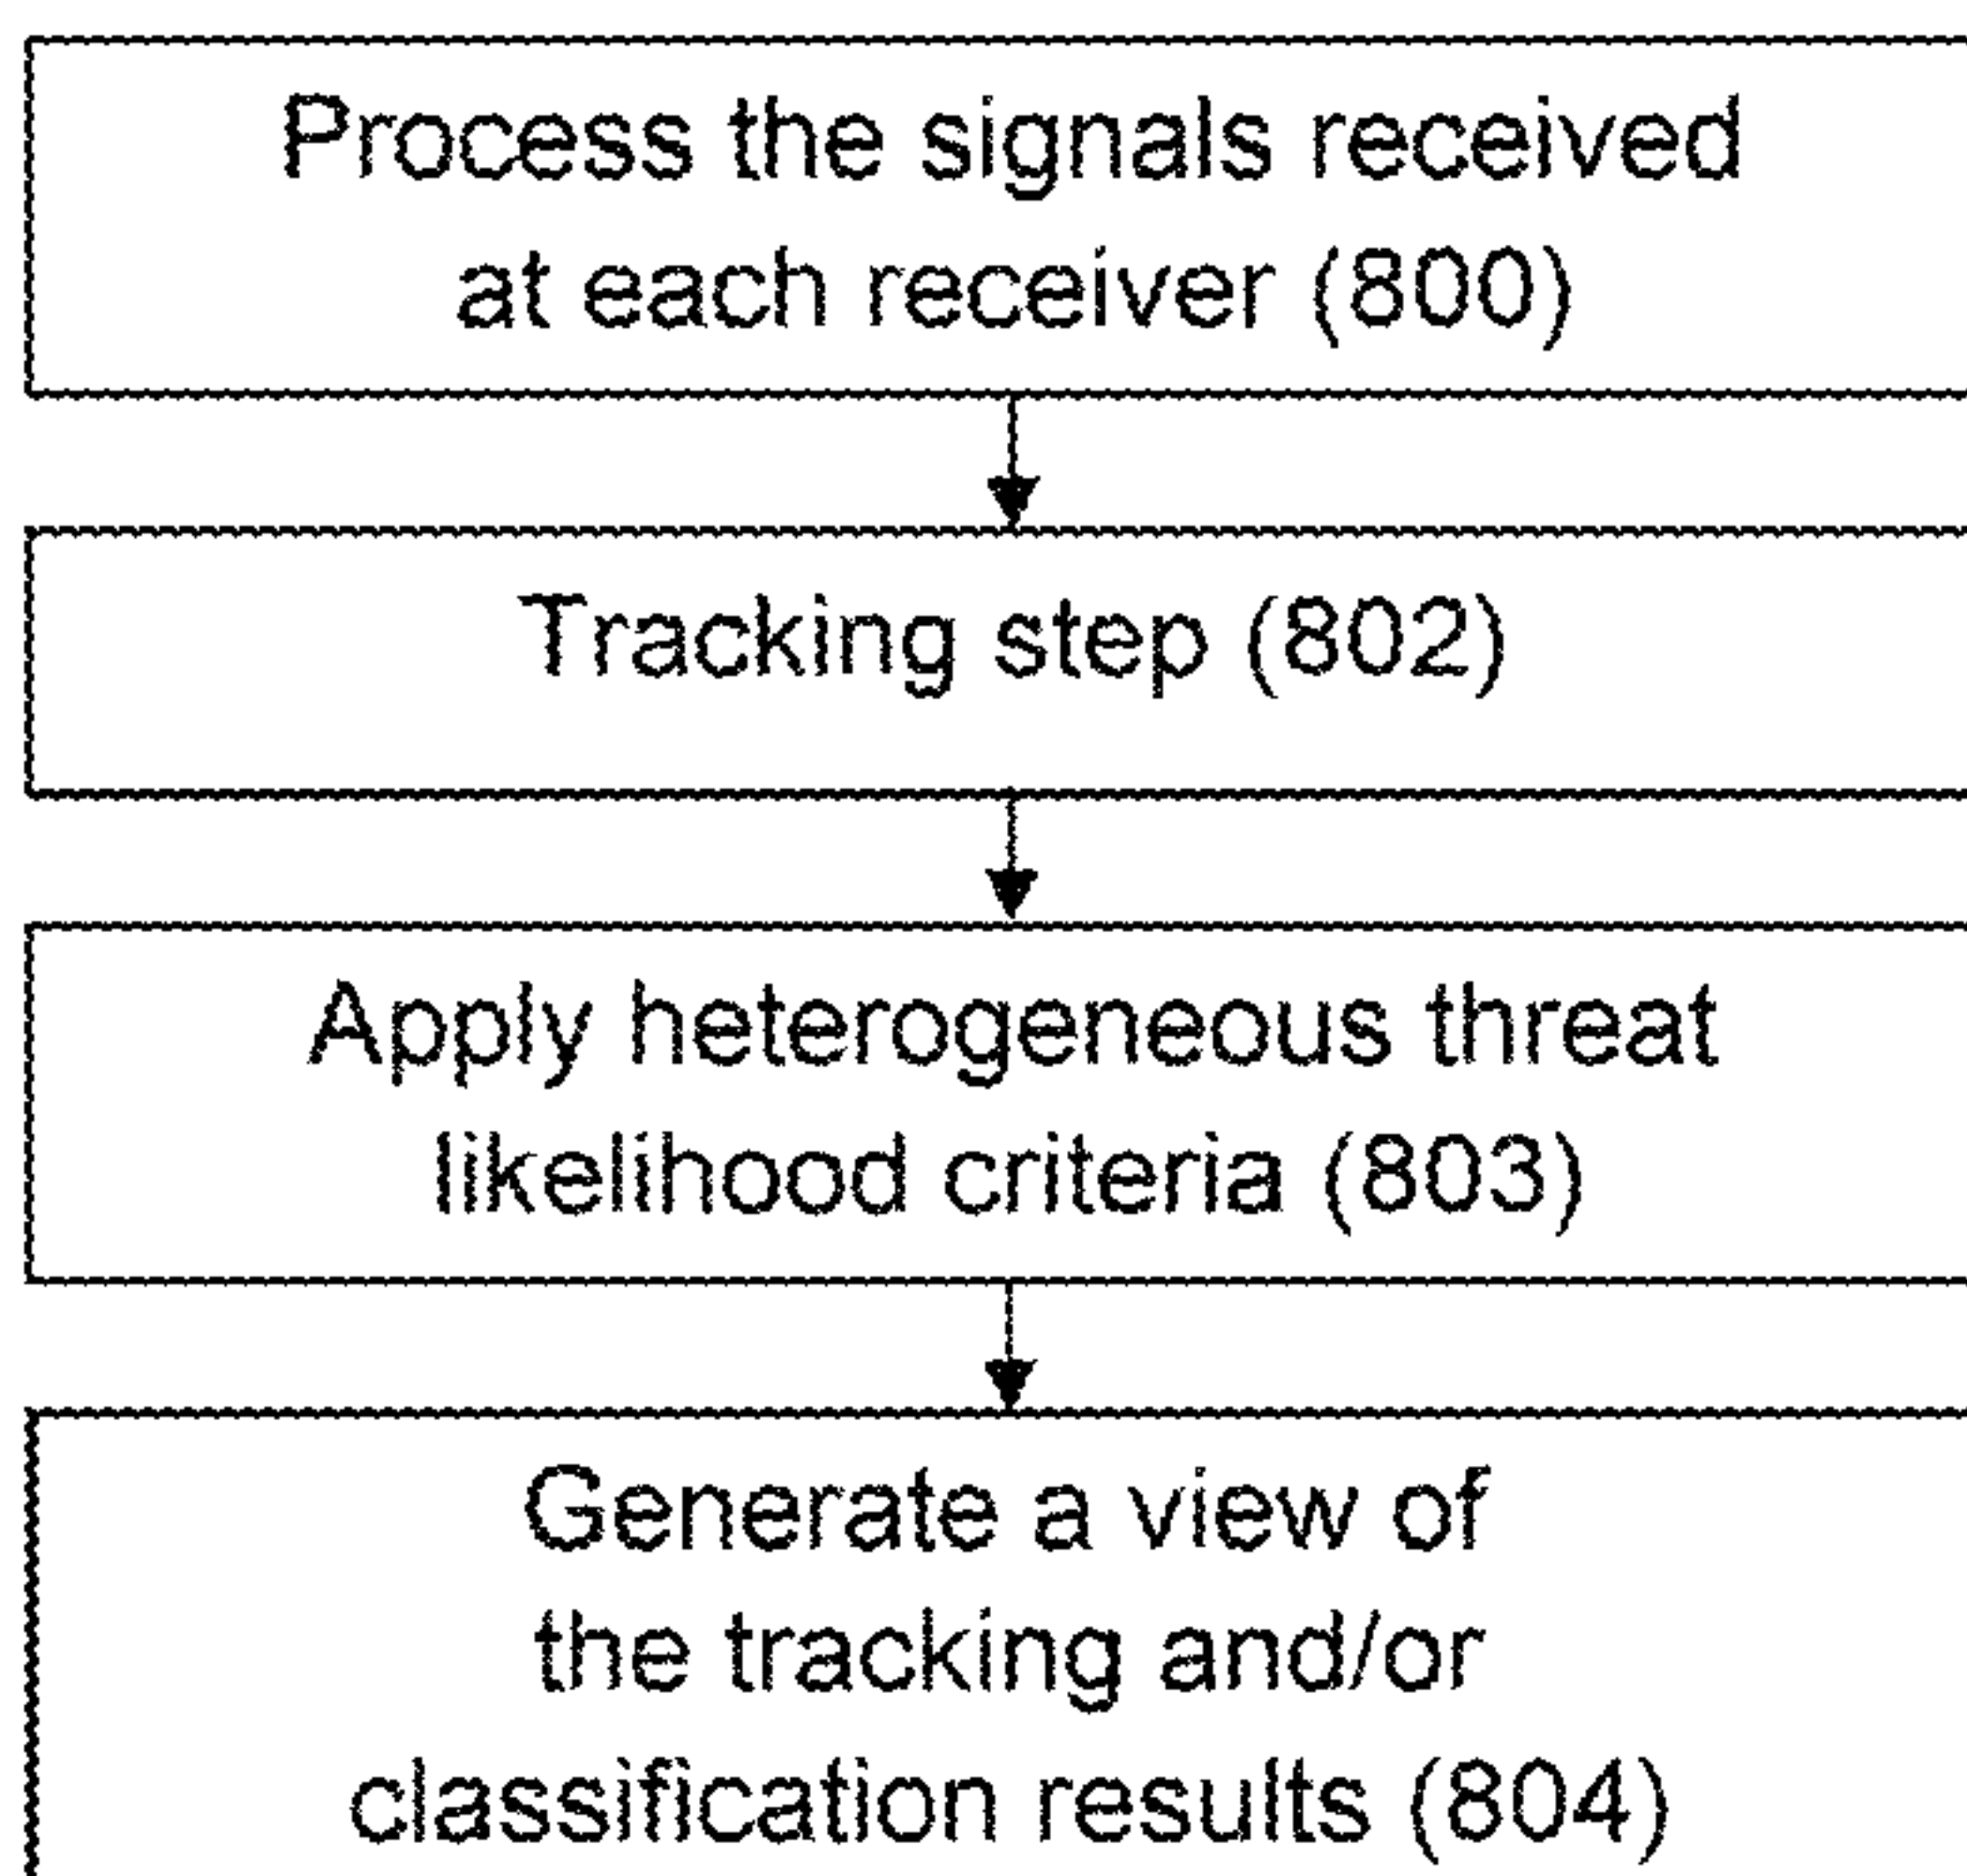 Process the signals received
at each receiver (800)
Tracking step (802)
Apply heterogeneous threat
likelihood criteria (803)
Generate a view of
the tracking and/or
classification results (804)